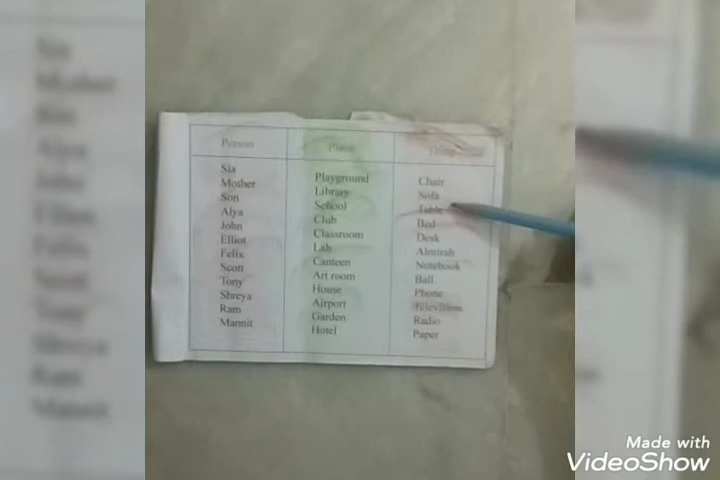 Person Place Thing
Sia Playground Chair
Mother Library Sofa
Son School Table
Alya Club Bed
John Classroom Desk
Elliot Lab Almirah
Felix Canteen Notebook
Scott Art room Ball
Tony House Phone
Shreya Airport Television
Ram Garden Radio
Mannit Hotel Paper
Made with
VideoShow